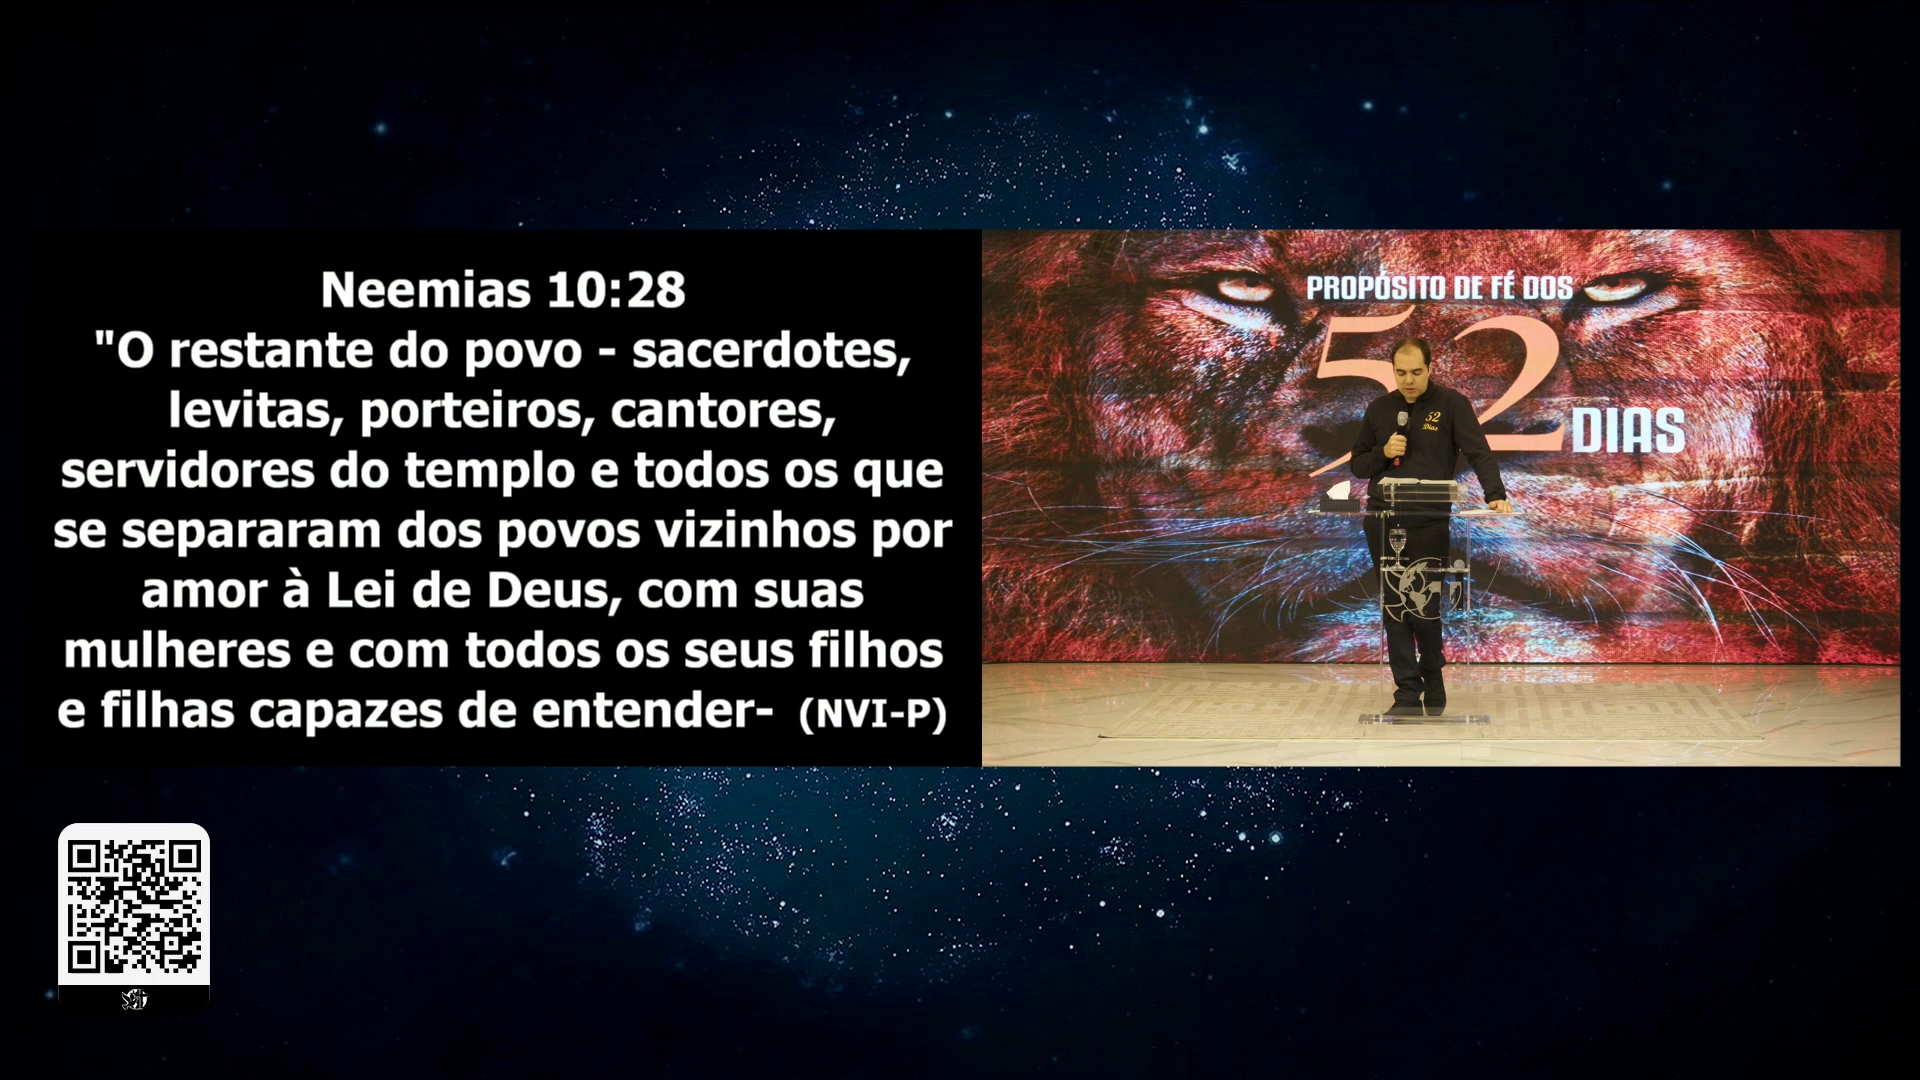 Neemias 10:28
"O restante do povo - sacerdotes,
levitas, porteiros, cantores,
servidores do templo e todos os que
se separaram dos povos vizinhos por
amor à Lei de Deus, com suas
mulheres e com todos os seus filhos
e filhas capazes de entender- (NVI-P)
PROPÓSITO DE FÉ DOS
52
DIAS
52
Dias